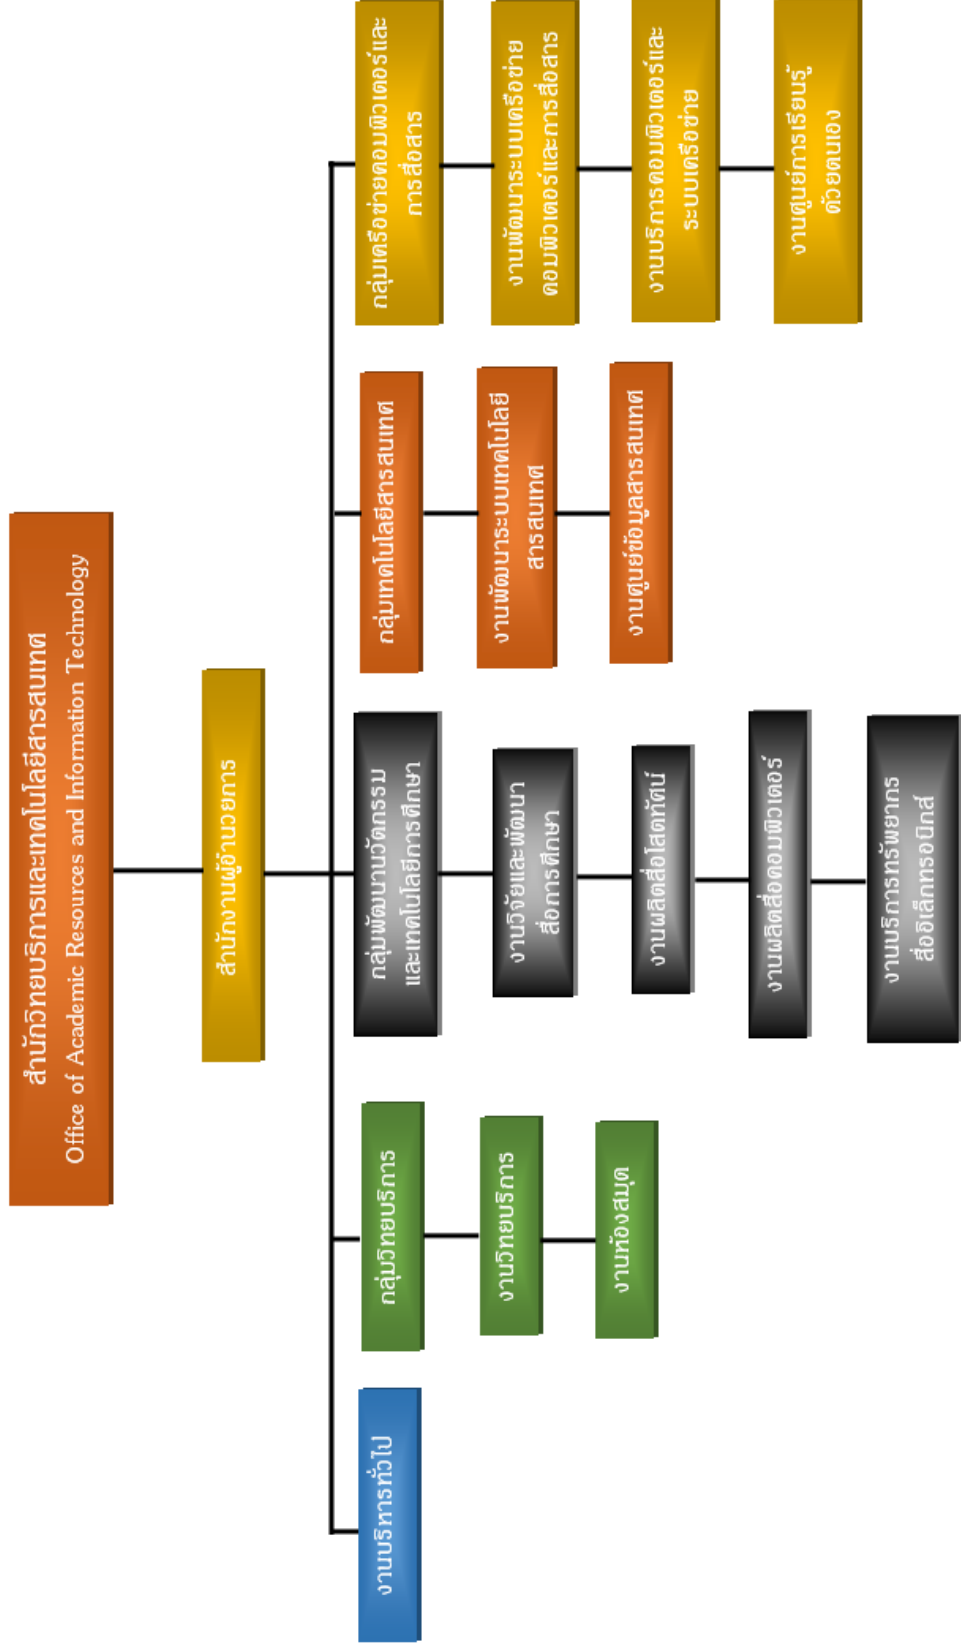 สำนักวิทยบริการและเทคโนโลยีสารสนเทศ
Office of Academic Resources and Information Technology
สำนักงานผู้อำนวยการ
งานบริหารทั่วไป
กลุ่มวิทยบริการ
งานวิทยบริการ
งานห้องสมุด
กลุ่มพัฒนานวัตกรรม
และเทคโนโลยีการศึกษา
งานวิจัยและพัฒนา
สื่อการศึกษา
งานผลิตสื่อโสตทัศน์
งานผลิตสื่อคอมพิวเตอร์
งานบริการทรัพยากร
สื่ออิเล็กทรอนิกส์
กลุ่มเทคโนโลยีสารสนเทศ
งานพัฒนาระบบเทคโนโลยี
สารสนเทศ
งานศูนย์ข้อมูลสารสนเทศ
กลุ่มเครือข่ายคอมพิวเตอร์และ
การสื่อสาร
งานพัฒนาระบบเครือข่าย
คอมพิวเตอร์และการสื่อสาร
งานบริการคอมพิวเตอร์และ
ระบบเครือข่าย
งานศูนย์การเรียนรู้
ด้วยตนเอง